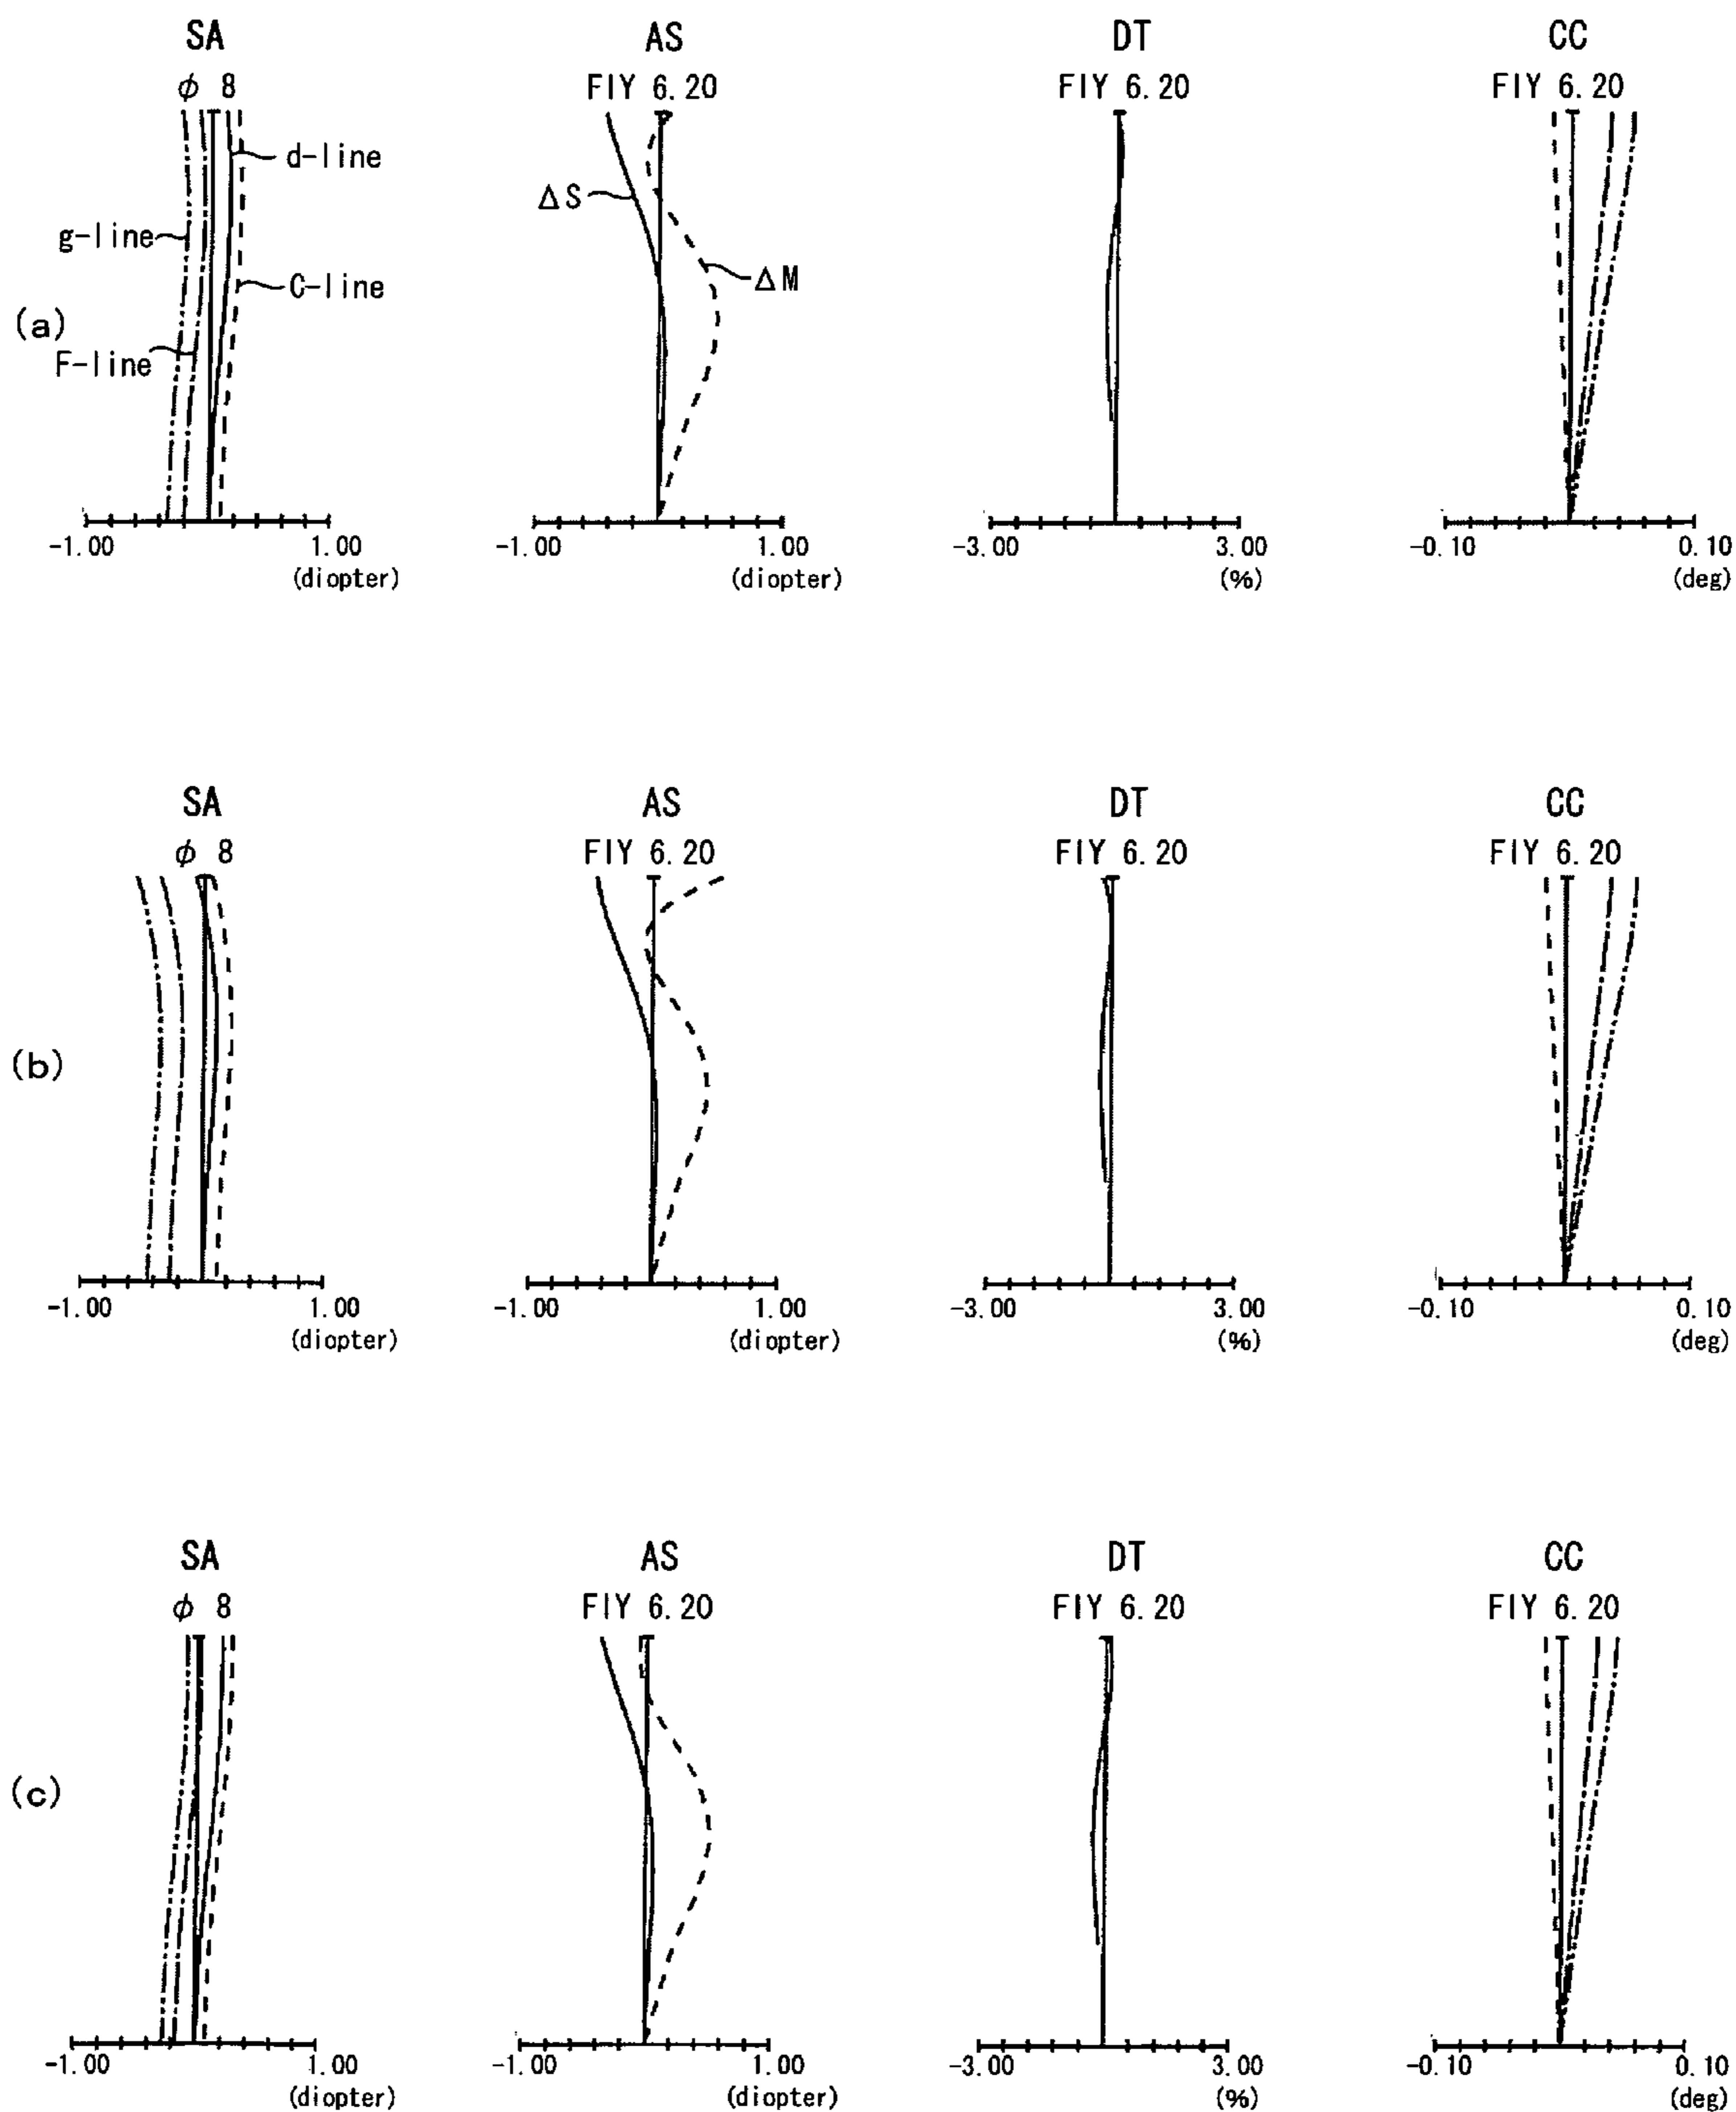 SA AS DT CC
φ 8 FIY 6.20 FIY 6.20 FIY 6.20
d-line
ΔS
g-line
ΔM
C-line
(a)
F-line
-1.00 1.00 -1.00 1.00 -3.00 3.00 -0.10 0.10
(diopter) (diopter) (%) (deg)
SA AS DT CC
φ 8 FIY 6.20 FIY 6.20 FIY 6.20
(b)
-1.00 1.00 -1.00 1.00 -3.00 3.00 -0.10 0.10
(diopter) (diopter) (%) (deg)
SA AS DT CC
φ 8 FIY 6.20 FIY 6.20 FIY 6.20
(c)
-1.00 1.00 -1.00 1.00 -3.00 3.00 -0.10 0.10
(diopter) (diopter) (%) (deg)